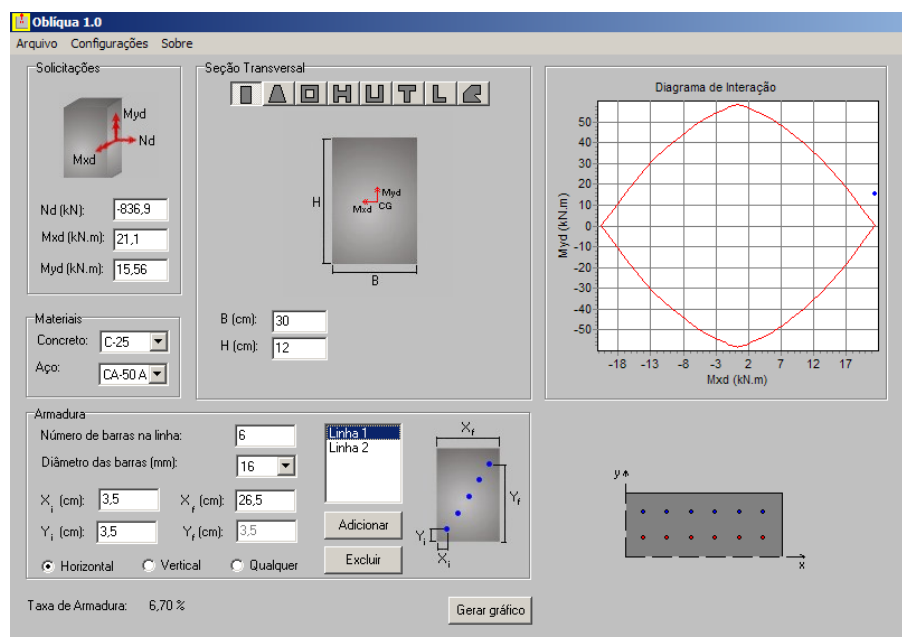 Oblíqua 1.0
Arquivo Configurações Sobre
Solicitações
Myd
Nd
Mxd
Nd (kN): -836,9
Mxd (kN.m): 21,1
Myd (kN.m): 15,56
Materiais
Concreto: C-25
Aço: CA-50 A
Seção Transversal
H
Myd
Mxd CG
B
B (cm): 30
H (cm): 12
Diagrama de Interação
Myd (kN.m)
50
40
30
20
10
0
-10
-20
-30
-40
-50
-18 -13 -8 -3 2 7 12 17
Mxd (kN.m)
Armadura
Número de barras na linha: 6
Diâmetro das barras (mm): 16
Xi (cm): 3,5 Xf (cm): 26,5
Yi (cm): 3,5 Yf (cm): 3,5
Horizontal Vertical Qualquer
Linha 1
Linha 2
Adicionar
Excluir
Xf
Yf
Yi
Xi
y
x
Taxa de Armadura: 6,70 %
Gerar gráfico